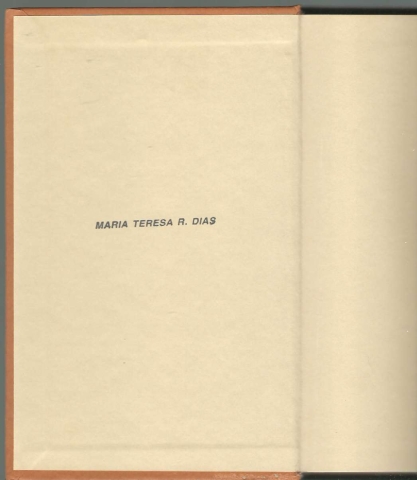 MARIA TERESA R. DIAS